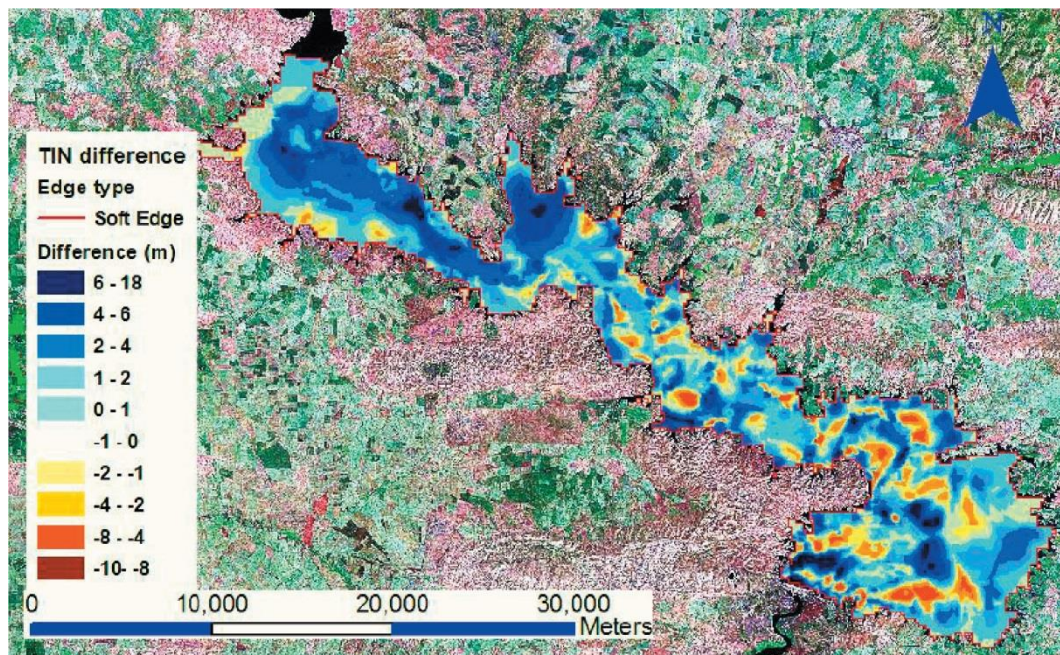 N
TIN difference
Edge type
Soft Edge
Difference (m)
6 - 18
4 - 6
2 - 4
1 - 2
0 - 1
-1 - 0
-2 - -1
-4 - -2
-8 - -4
-10- -8
0 10,000 20,000 30,000
Meters